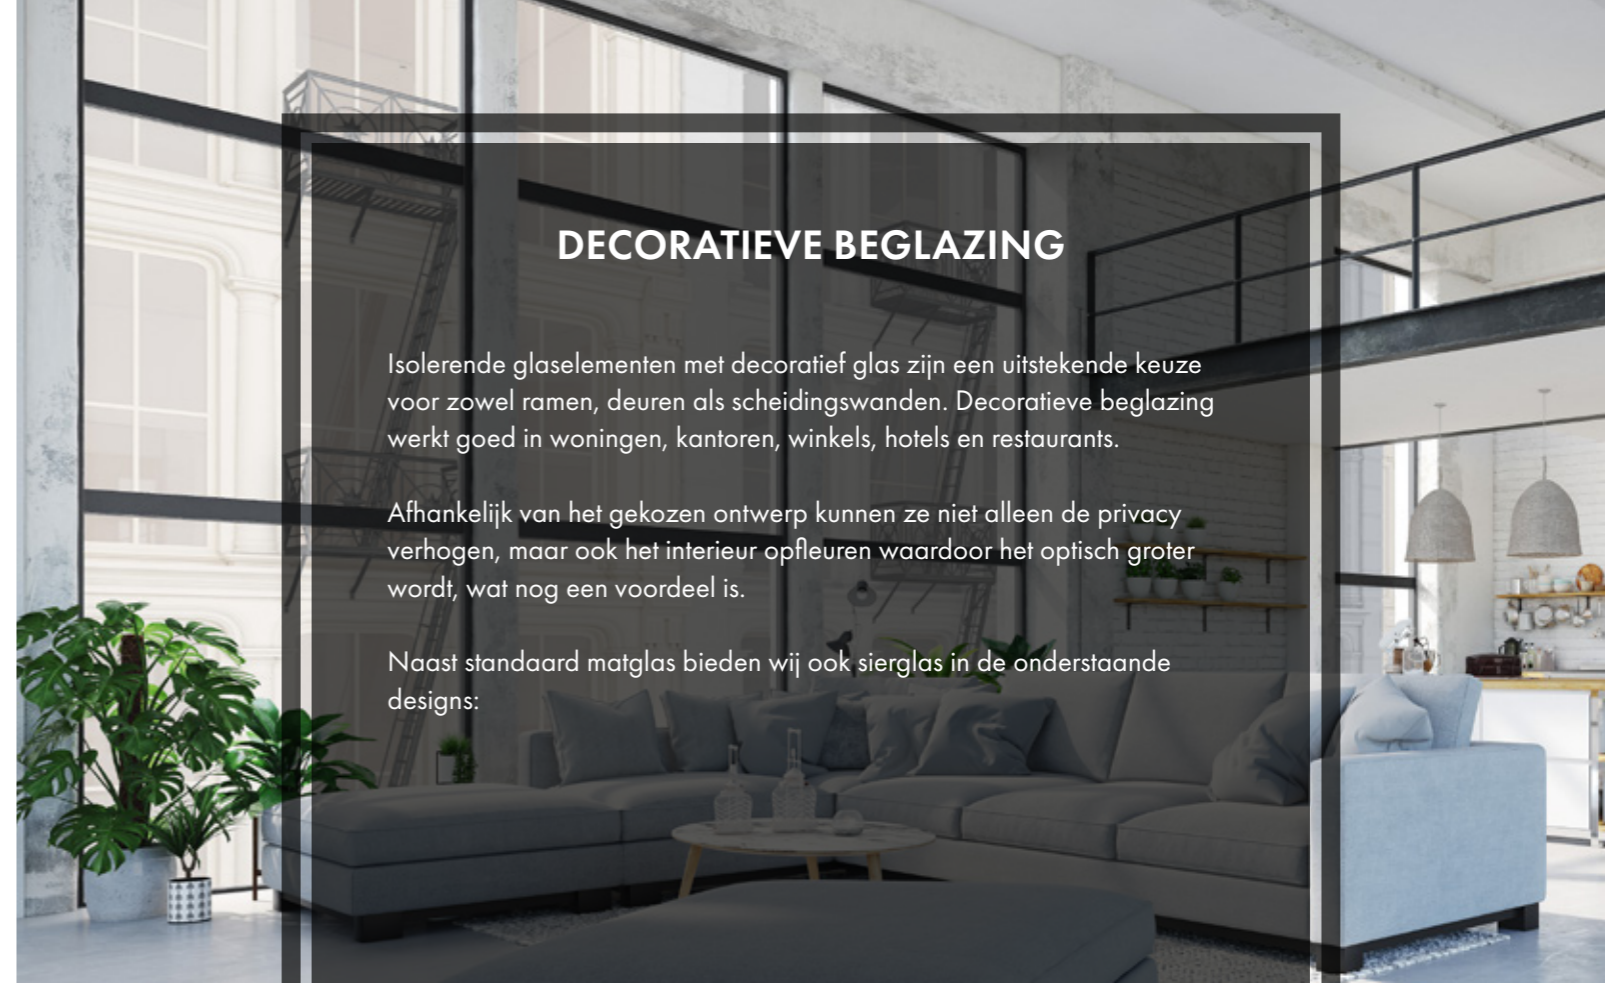 DECORATIEVE BEGLAZING
Isolerende glaselementen met decoratief glas zijn een uitstekende keuze
voor zowel ramen, deuren als scheidingswanden. Decoratieve beglazing
werkt goed in woningen, kantoren, winkels, hotels en restaurants.
Afhankelijk van het gekozen ontwerp kunnen ze niet alleen de privacy
verhogen, maar ook het interieur opfleuren waardoor het optisch groter
wordt, wat nog een voordeel is.
Naast standaard matglas bieden wij ook sierglas in de onderstaande
designs: